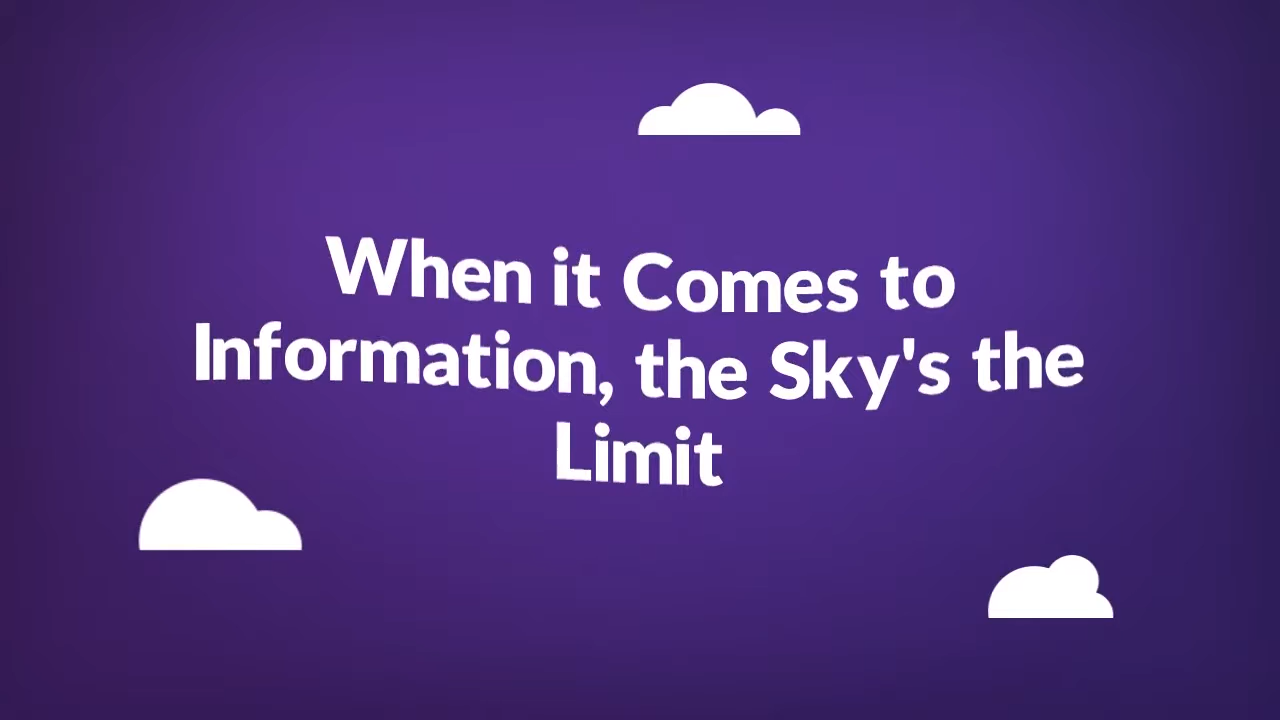 When it Comes to
Information, the Sky's the
Limit